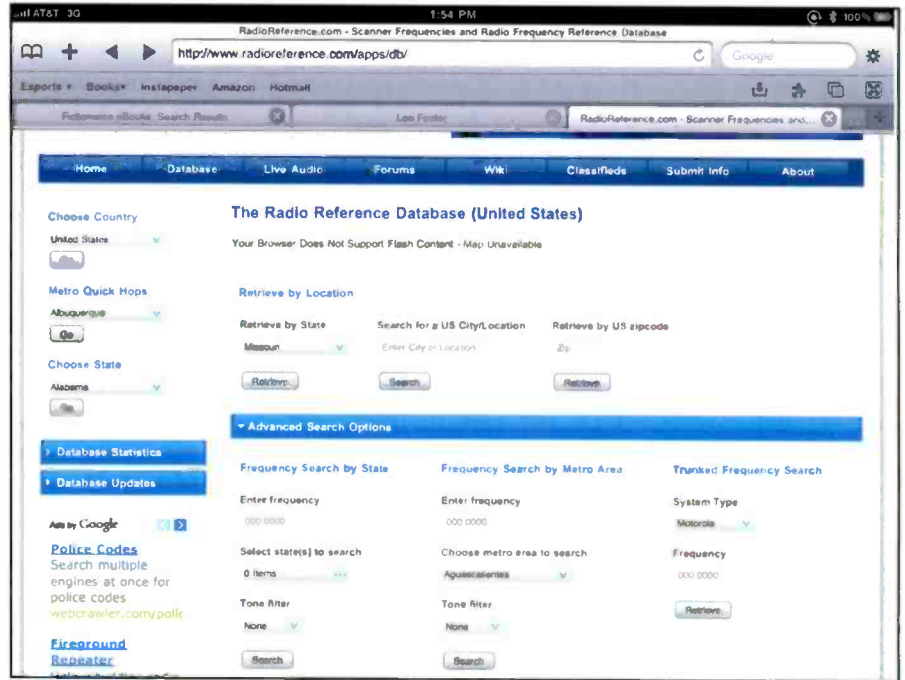 AT&T 3G 1:54 PM 100%
RadioReference.com - Scanner Frequencies and Radio Frequency Reference Database
http://www.radioreference.com/apps/db/ Google
Exports Books Instapaper Amazon Hotmail
Fictionwise eBooks Search Results Lon Foster RadioReference.com - Scanner Frequencies and...
Home Database Live Audio Forums Wiki Classifieds Submit Info About
Choose Country
United States
Metro Quick Hops
Albuquerque
Go
Choose State
Alabama
Go
Database Statistics
Database Updates
Ads by Google
Police Codes
Search multiple
engines at once for
police codes
webcrawler.com/polic
Fireground
Repeater
The Radio Reference Database (United States)
Your Browser Does Not Support Flash Content - Map Unavailable
Retrieve by Location
Retrieve by State Search for a US City/Location Retrieve by US zipcode
Missouri Enter City or Location Zip
Retrieve Search Retrieve
Advanced Search Options
Frequency Search by State Frequency Search by Metro Area Trunked Frequency Search
Enter frequency Enter frequency System Type
000.0000 000.0000 Motorola
Select state(s) to search Choose metro area to search Frequency
0 items ... Aguascalientes 000.0000
Tone filter Tone filter Retrieve
None None
Search Search